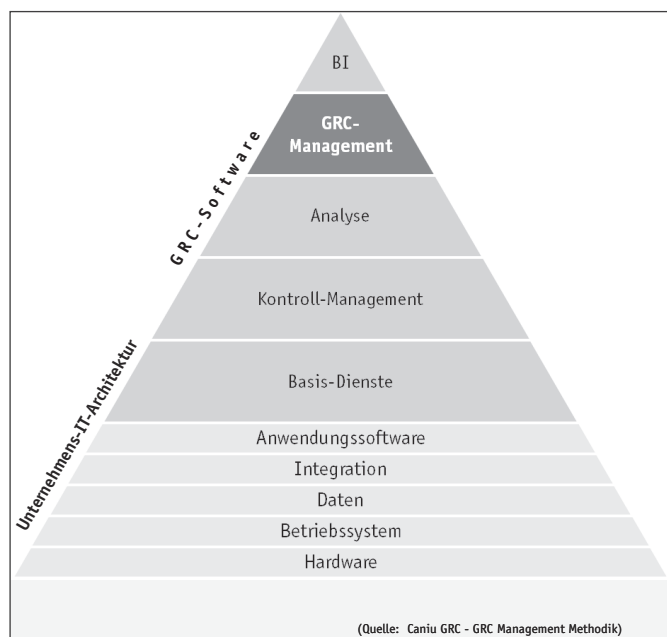 BI
GRC-
Management
Analyse
Kontroll-Management
Basis-Dienste
Anwendungssoftware
Integration
Daten
Betriebssystem
Hardware
GRC-Software
Unternehmens-IT-Architektur
(Quelle: Caniu GRC - GRC Management Methodik)